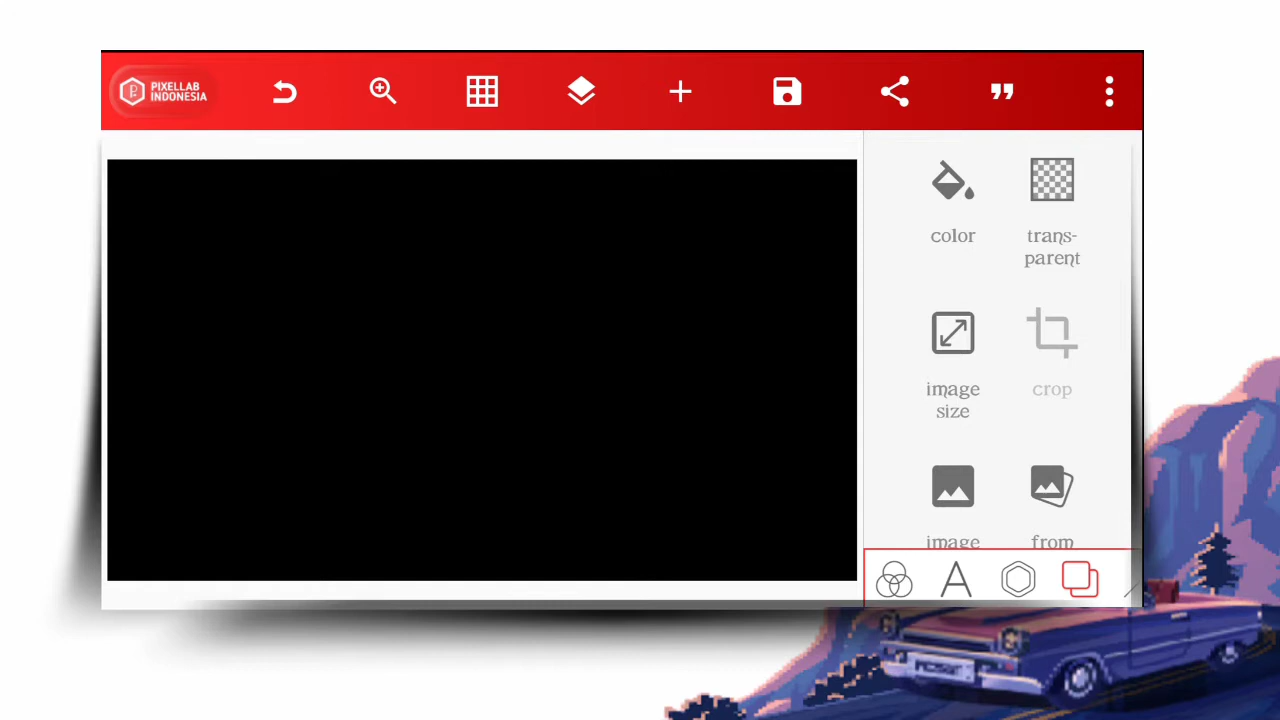 PIXELLAB
INDONESIA
color
trans-
parent
image
size
crop
image
from